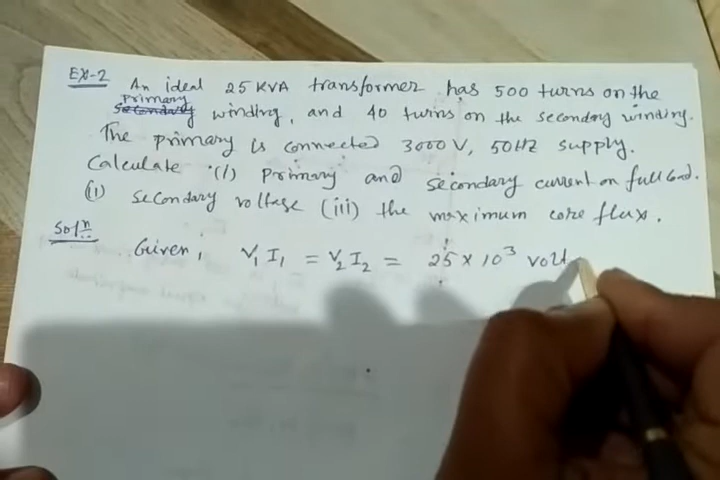 Ex-2 An ideal 25 KVA transformer has 500 turns on the
primary
secondary winding, and 40 turns on the secondary winding.
The primary is connected 3000 V, 50HZ supply.
Calculate (1) Primary and secondary current on full load.
(ii) secondary voltage (iii) the maximum core flux.
Soln:
Given, V₁ I₁ = V₂ I₂ = 25 × 10³ volt